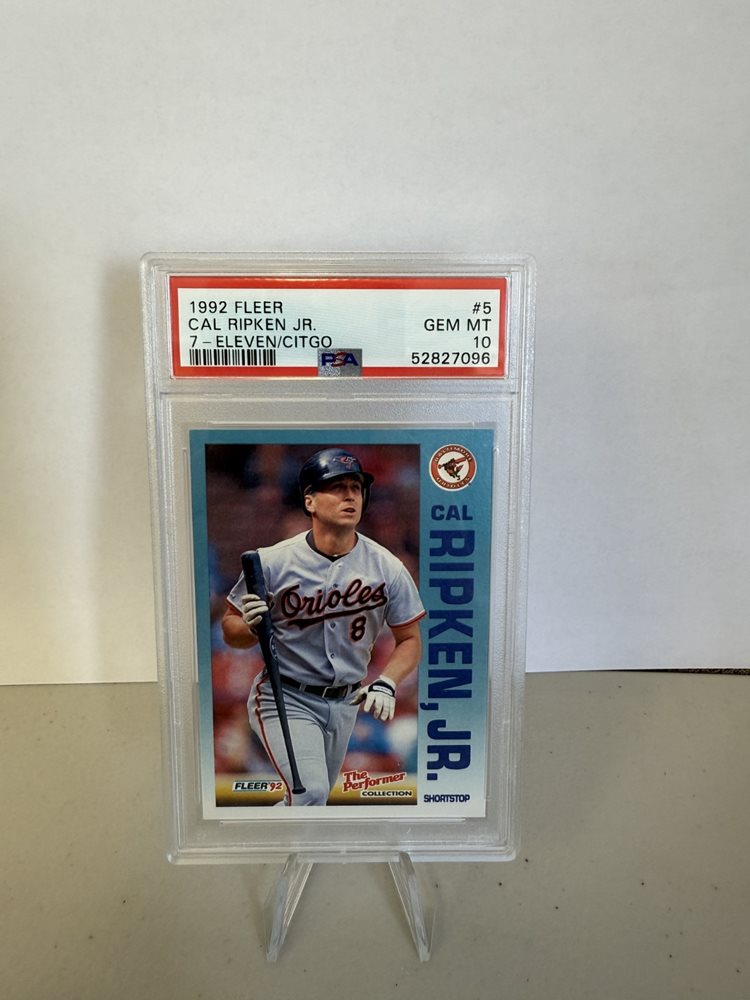 1992 FLEER #5
CAL RIPKEN JR. GEM MT
7-ELEVEN/CITGO 10
PSA 52827096
CAL
RIPKEN, JR.
SHORTSTOP
Orioles
8
FLEER '92
The
Performer
COLLECTION